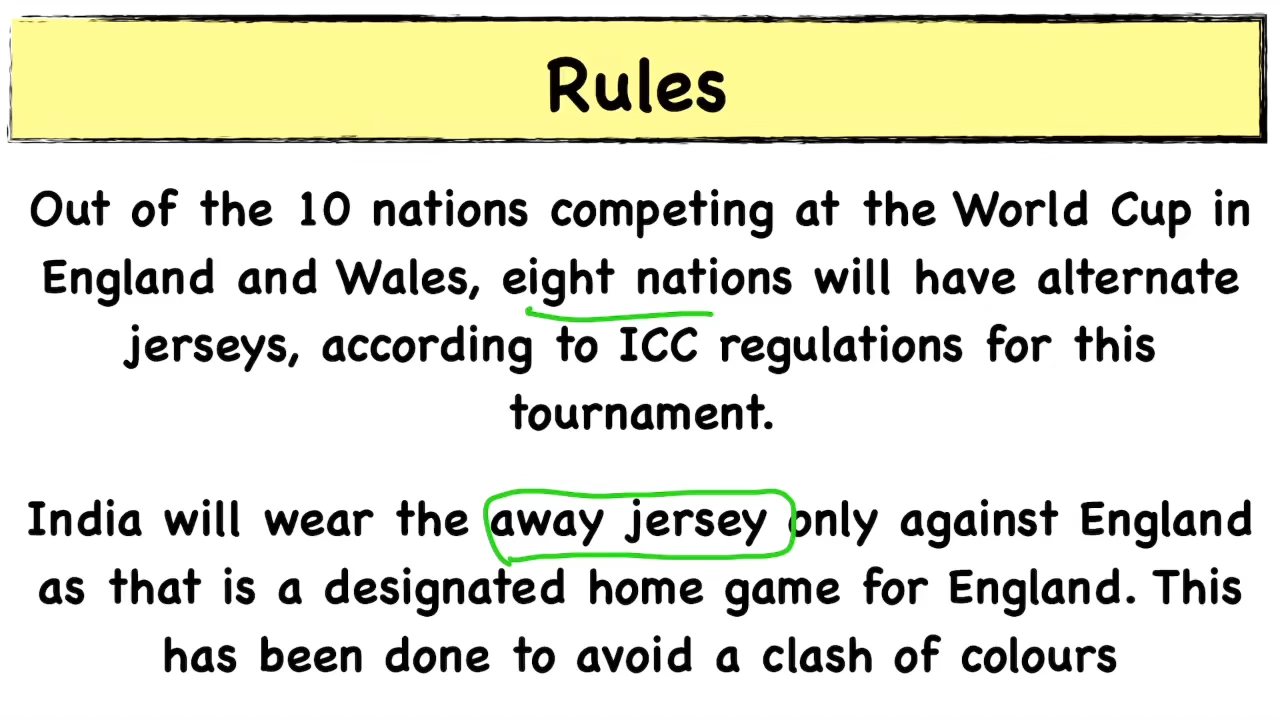 Rules
Out of the 10 nations competing at the World Cup in
England and Wales, eight nations will have alternate
jerseys, according to ICC regulations for this
tournament.
India will wear the away jersey only against England
as that is a designated home game for England. This
has been done to avoid a clash of colours